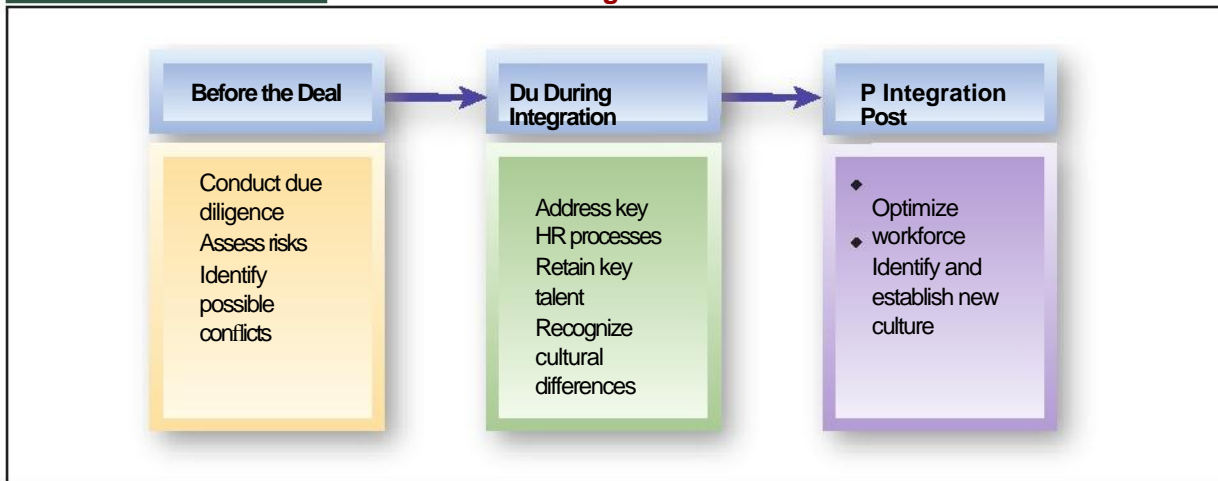 Before the Deal
Du During
Integration
P Integration
Post
Conduct due
diligence
Assess risks
Identify
possible
conflicts
Address key
HR processes
Retain key
talent
Recognize
cultural
differences
Optimize
workforce
Identify and
establish new
culture